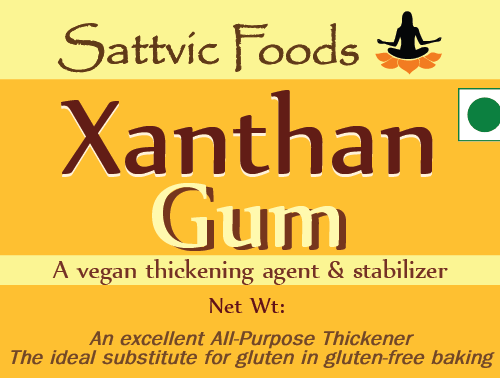 Sattvic Foods
Xanthan
Gum
A vegan thickening agent & stabilizer
Net Wt:
An excellent All-Purpose Thickener
The ideal substitute for gluten in gluten-free baking